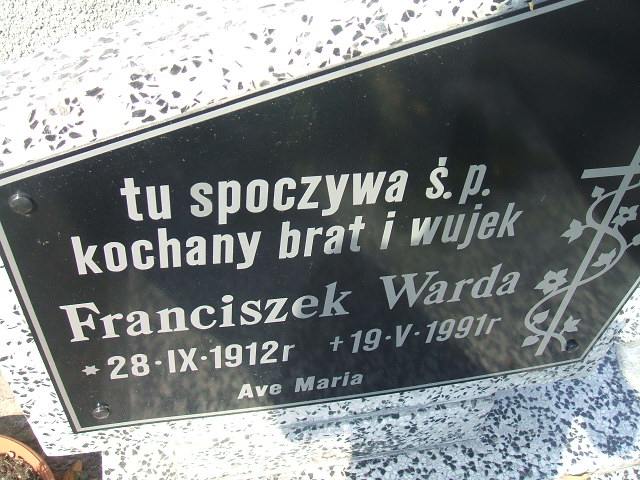 tu spoczywa ś.p.
kochany brat i wujek
Franciszek Warda
* 28·IX·1912r + 19·V·1991r
Ave Maria